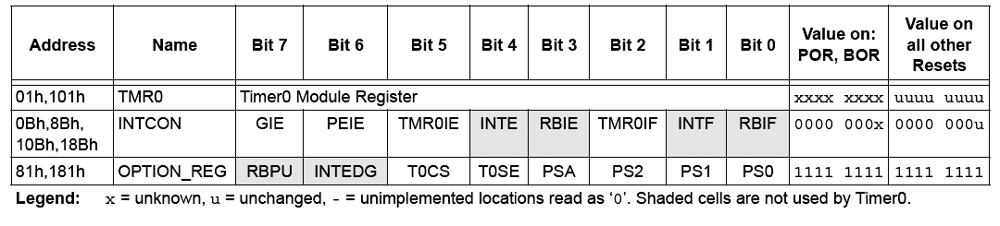 Address Name Bit 7 Bit 6 Bit 5 Bit 4 Bit 3 Bit 2 Bit 1 Bit 0 Value on: POR, BOR Value on all other Resets
01h,101h TMR0 Timer0 Module Register xxxx xxxx uuuu uuuu
0Bh,8Bh, 10Bh,18Bh INTCON GIE PEIE TMR0IE INTE RBIE TMR0IF INTF RBIF 0000 000x 0000 000u
81h,181h OPTION_REG RBPU INTEDG T0CS T0SE PSA PS2 PS1 PS0 1111 1111 1111 1111
Legend: x = unknown, u = unchanged, - = unimplemented locations read as ‘0’. Shaded cells are not used by Timer0.